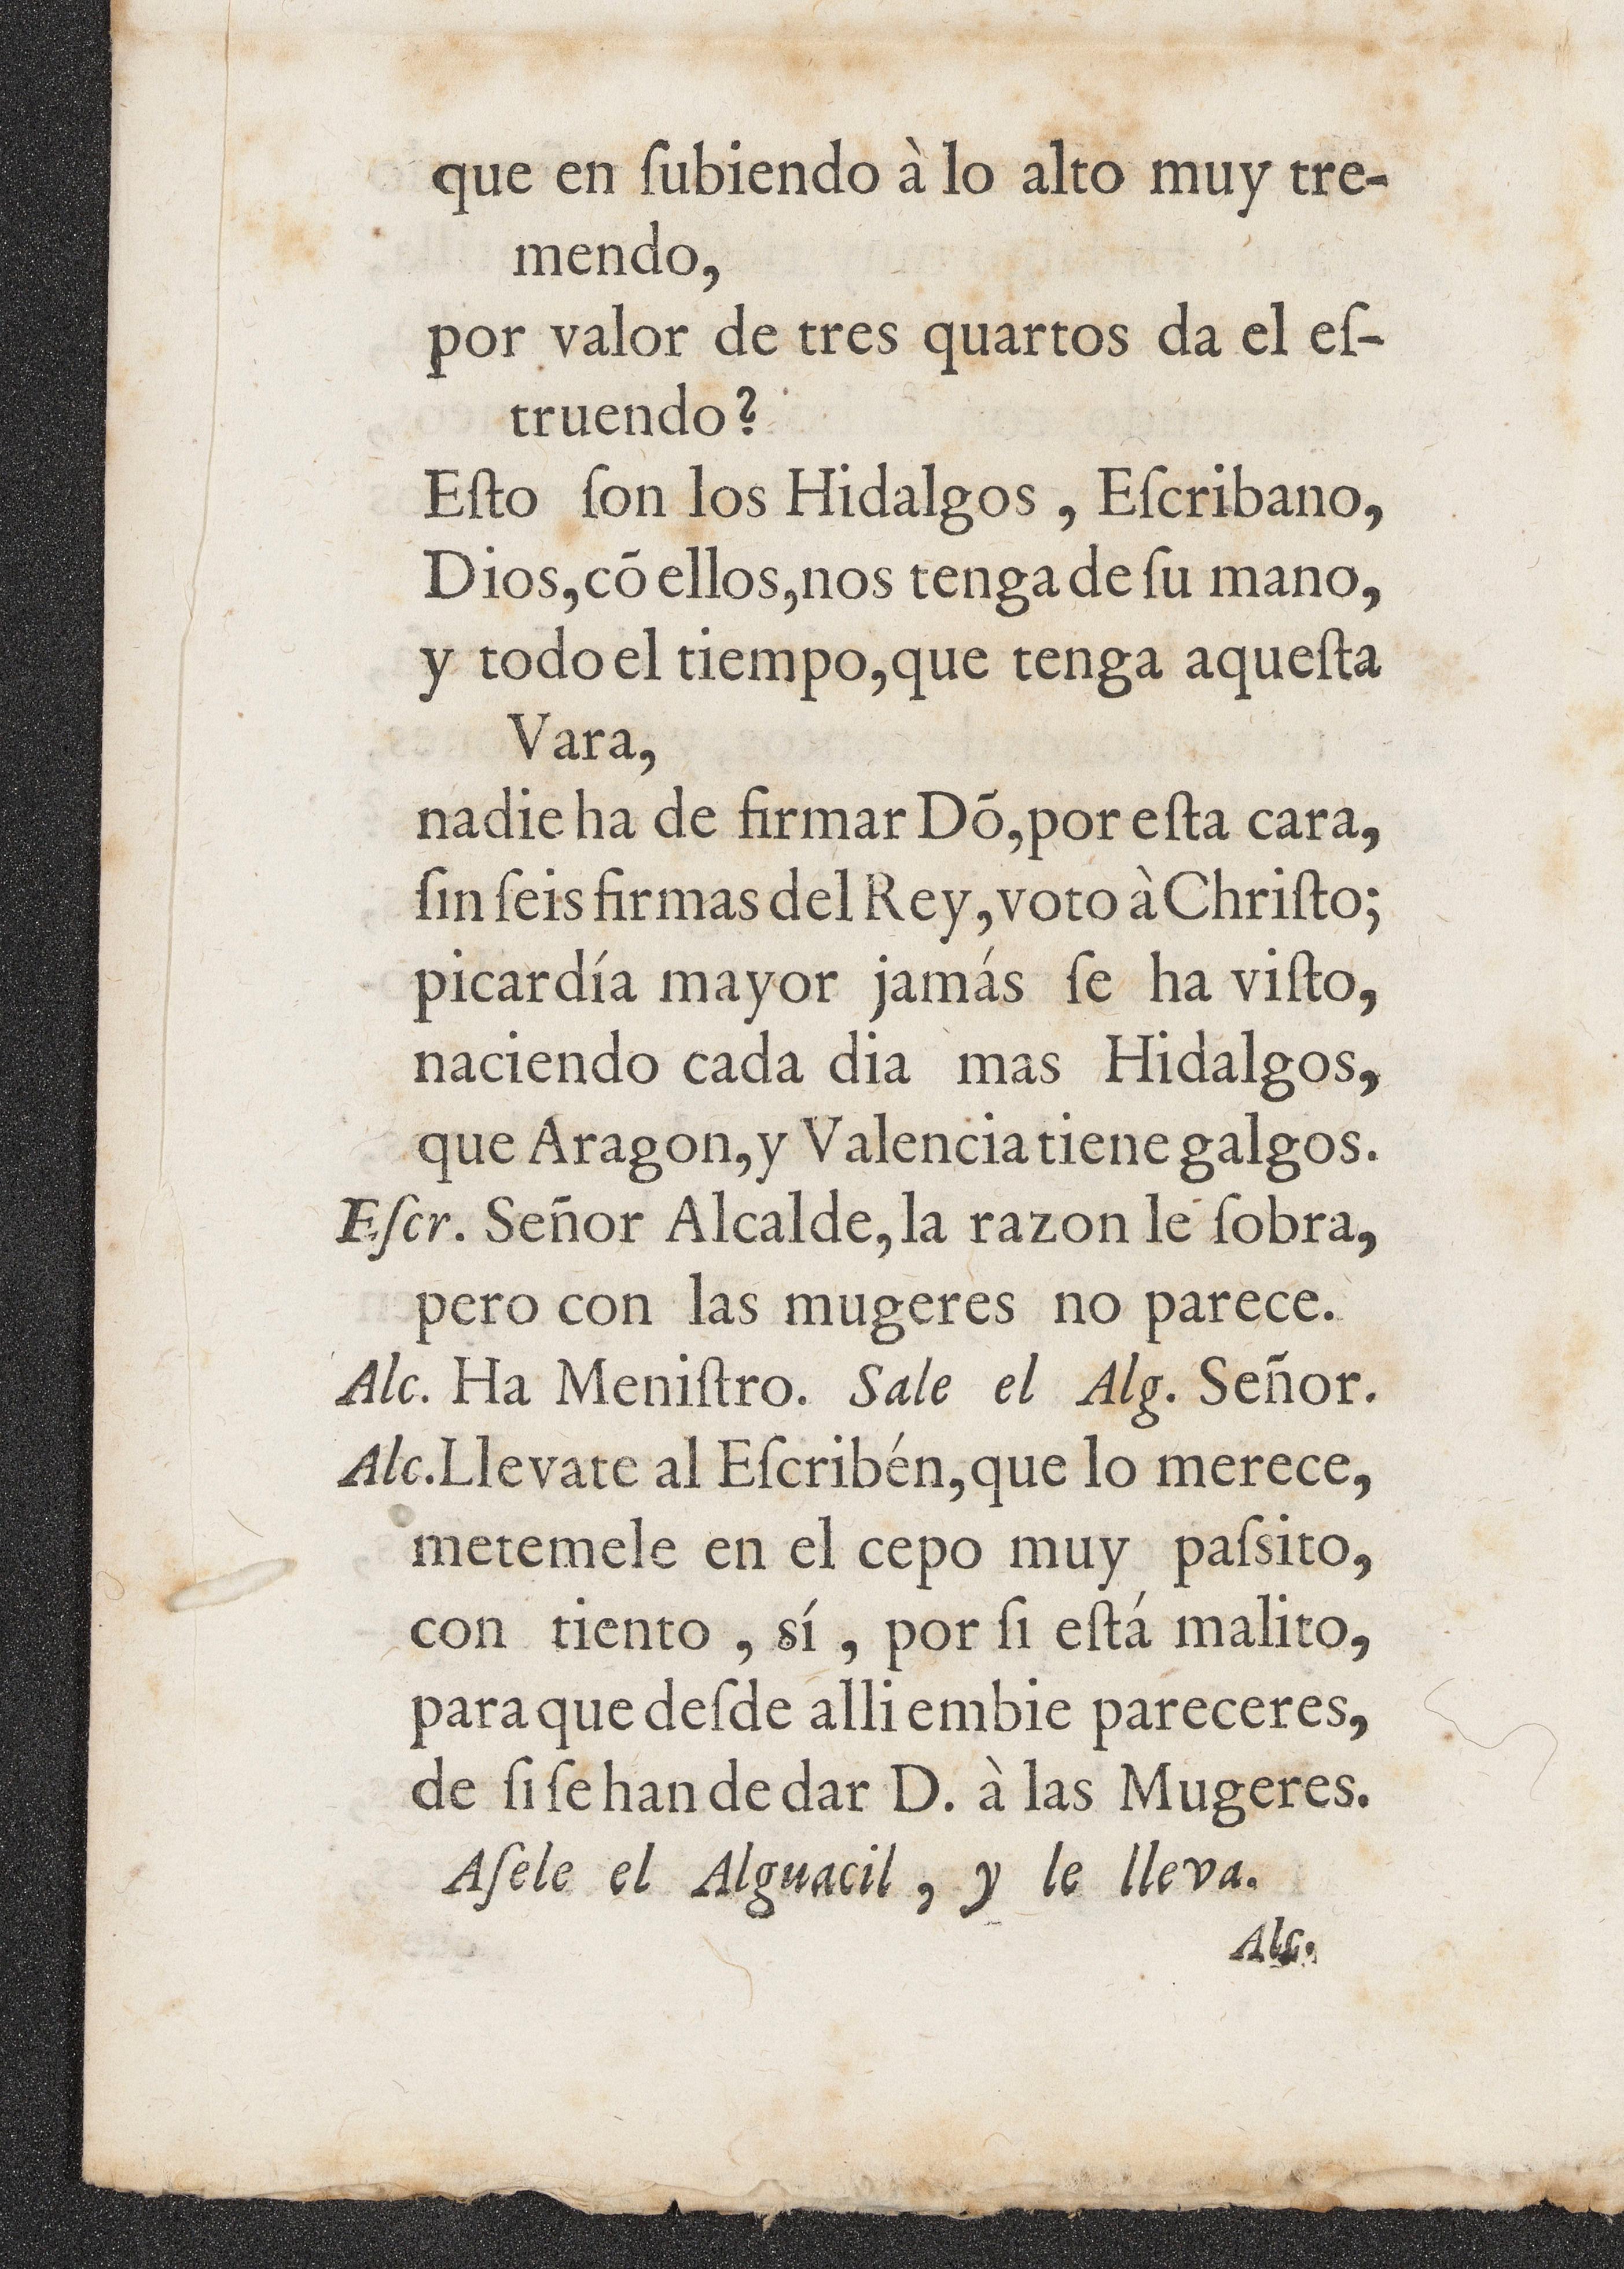 que en ſubiendo à lo alto muy tre-
mendo,
por valor de tres quartos da el eſ-
truendo?
Eſto ſon los Hidalgos, Eſcribano,
Dios, cõ ellos, nos tenga de ſu mano,
y todo el tiempo, que tenga aqueſta
Vara,
nadie ha de firmar Dõ, por eſta cara,
ſin ſeis firmas del Rey, voto à Chriſto;
picardía mayor jamás ſe ha viſto,
naciendo cada dia mas Hidalgos,
que Aragon, y Valencia tiene galgos.
Eſcr. Señor Alcalde, la razon le ſobra,
pero con las mugeres no parece.
Alc. Ha Meniſtro. Sale el Alg. Señor.
Alc. Llevate al Eſcribén, que lo merece,
metemele en el cepo muy paſsito,
con tiento, sí, por ſi eſtá malito,
para que deſde alli embie pareceres,
de ſi ſe han de dar D. à las Mugeres.
Aſele el Alguacil, y le lleva.
Alc.